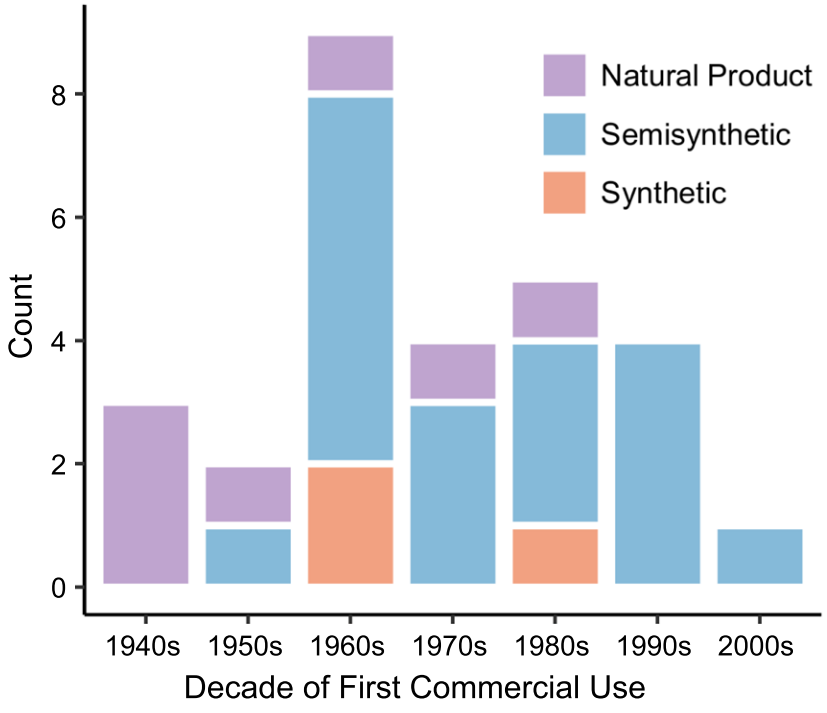 Natural Product
Semisynthetic
Synthetic
Count
8
6
4
2
0
1940s 1950s 1960s 1970s 1980s 1990s 2000s
Decade of First Commercial Use